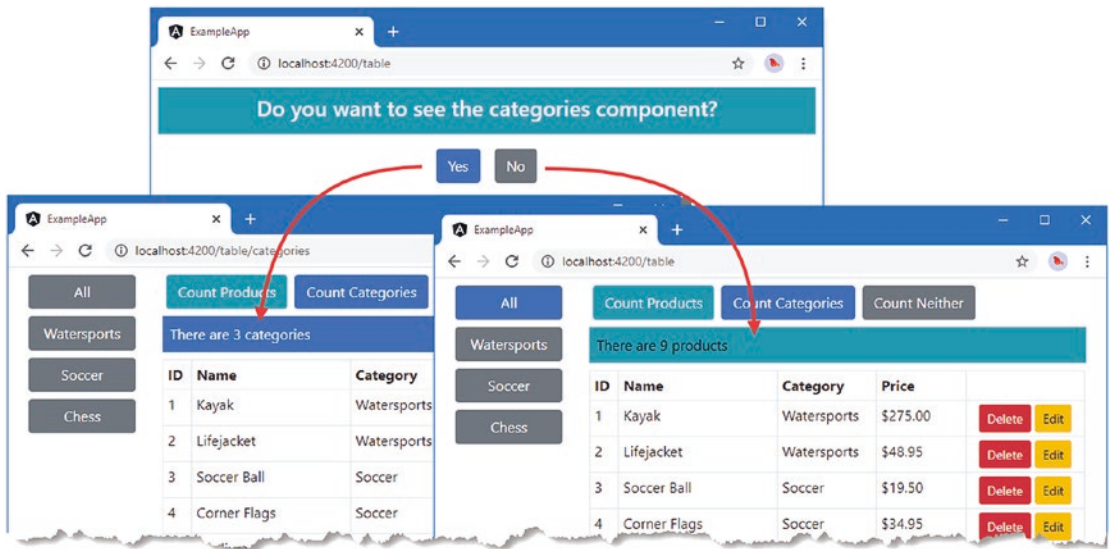 ExampleApp
localhost:4200/table
Do you want to see the categories component?
Yes No
ExampleApp
localhost:4200/table/categories
All
Watersports
Soccer
Chess
Count Products Count Categories
There are 3 categories
ID Name Category
1 Kayak Watersports
2 Lifejacket Watersports
3 Soccer Ball Soccer
4 Corner Flags Soccer
ExampleApp
localhost:4200/table
All
Watersports
Soccer
Chess
Count Products Count Categories Count Neither
There are 9 products
ID Name Category Price
1 Kayak Watersports $275.00 Delete Edit
2 Lifejacket Watersports $48.95 Delete Edit
3 Soccer Ball Soccer $19.50 Delete Edit
4 Corner Flags Soccer $34.95 Delete Edit